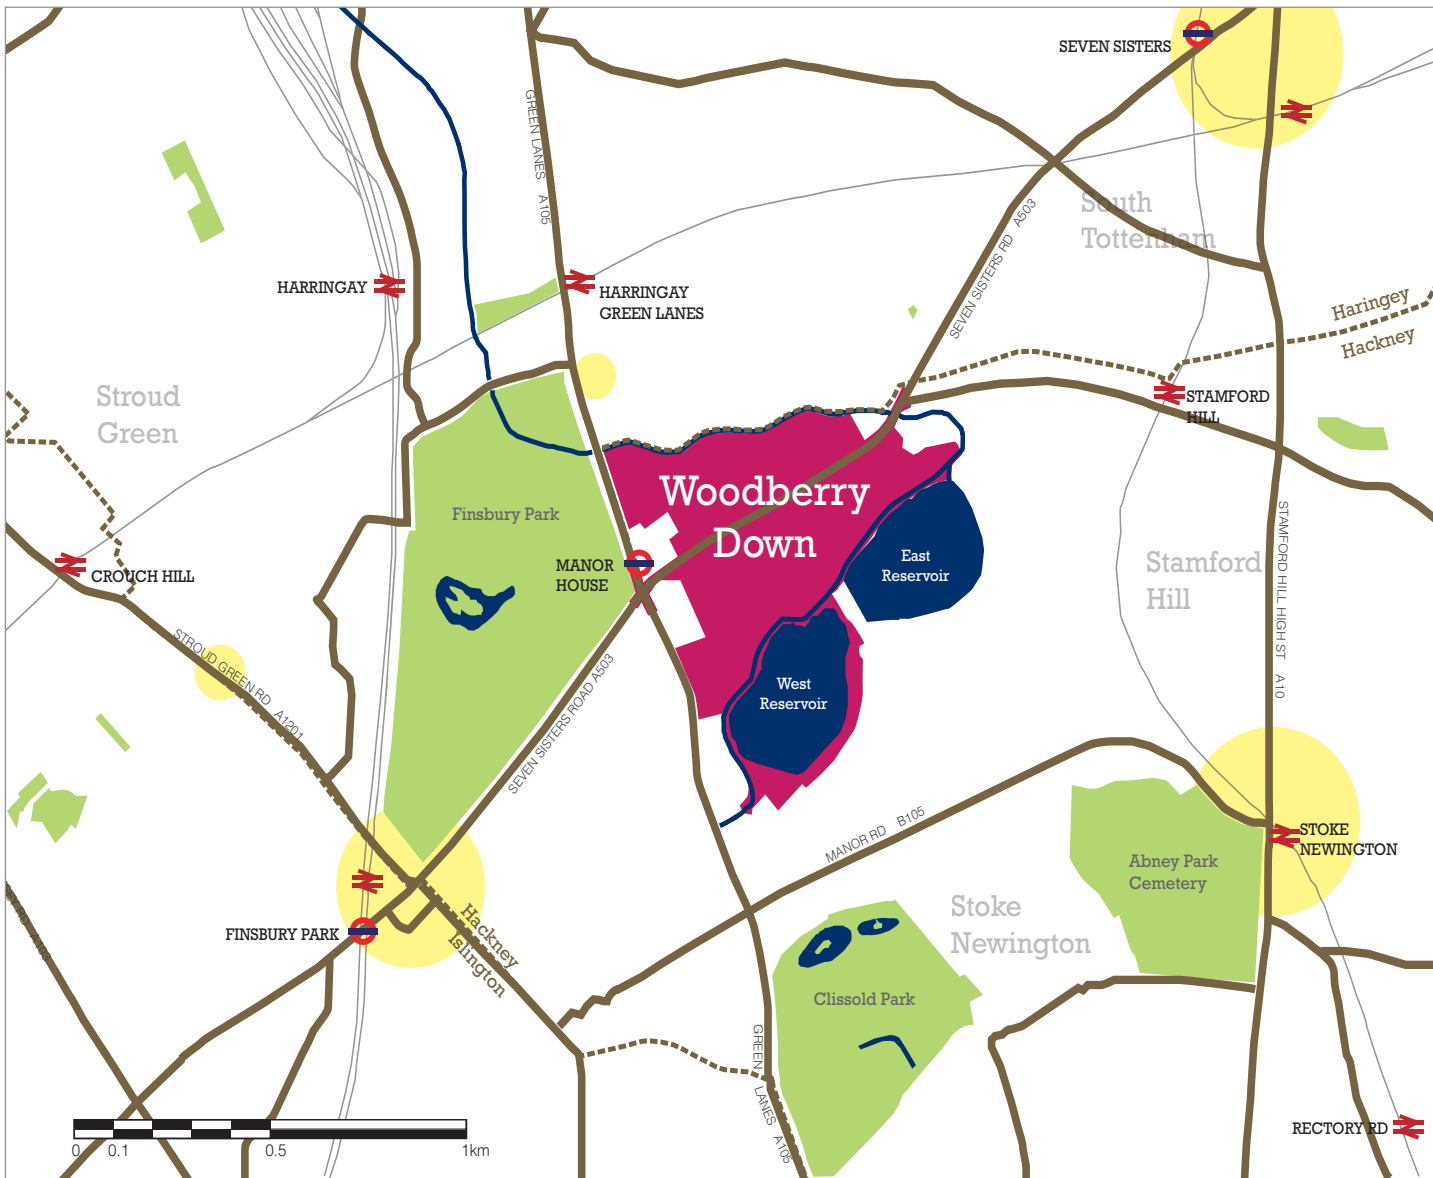 SEVEN SISTERS
GREEN LANES A105
South
Tottenham
SEVEN SISTERS RD A503
HARRINGAY
HARRINGAY
GREEN LANES
Haringey
Hackney
Stroud
Green
STAMFORD
HILL
Woodberry
Down
Finsbury Park
East
Reservoir
MANOR
HOUSE
CROUCH HILL
Stamford
Hill
STAMFORD HILL HIGH ST A10
STROUD GREEN RD A1201
SEVEN SISTERS ROAD A503
West
Reservoir
MANOR RD B105
STOKE
NEWINGTON
Abney Park
Cemetery
Stoke
Newington
FINSBURY PARK
Hackney
Islington
Clissold Park
GREEN LANES A105
RECTORY RD
0 0.1 0.5 1km